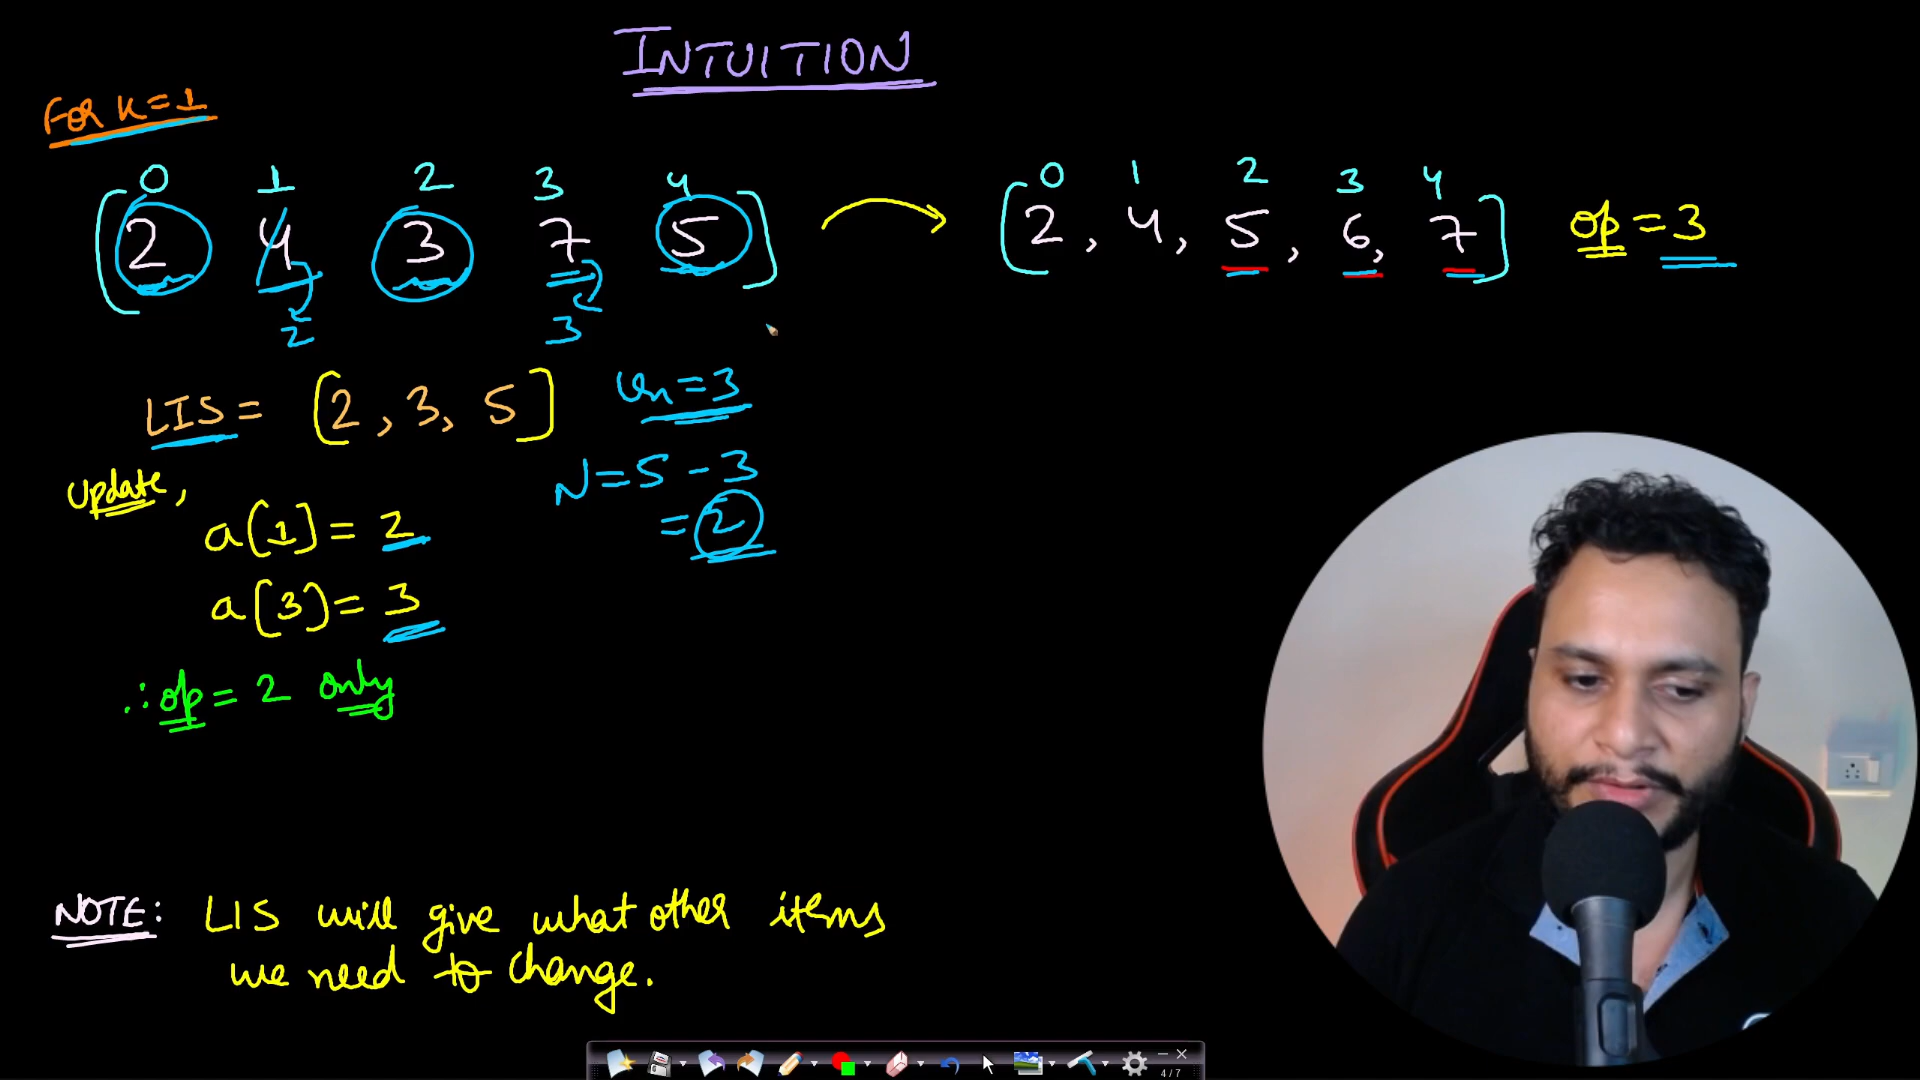 INTUITION
For k=1
0 1 2 3 4
[2 4 3 7 5]
2 3
0 1 2 3 4
[2, 4, 5, 6, 7] op = 3
LIS = [2, 3, 5]
= 3
N = 5 - 3
= 2
Update,
a[1] = 2
a[3] = 3
∴ op = 2 only
NOTE: LIS will give what other items
we need to change.
4/7